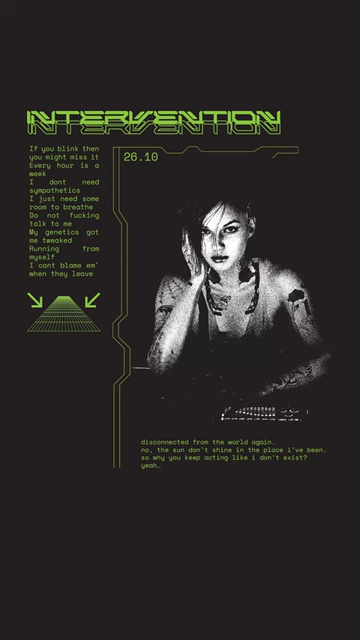 INTERVENTION
If you blink then
you might miss it
Every hour is a
week
I dont need
sympathetics
I just need some
room to breathe
Do not fucking
talk to me
My genetics got
me tweaked
Running from
myself
I cant blame em'
when they leave
26.10
disconnected from the world again.
no, the sun don't shine in the place i've been.
so why you keep acting like i don't exist?
yeah…